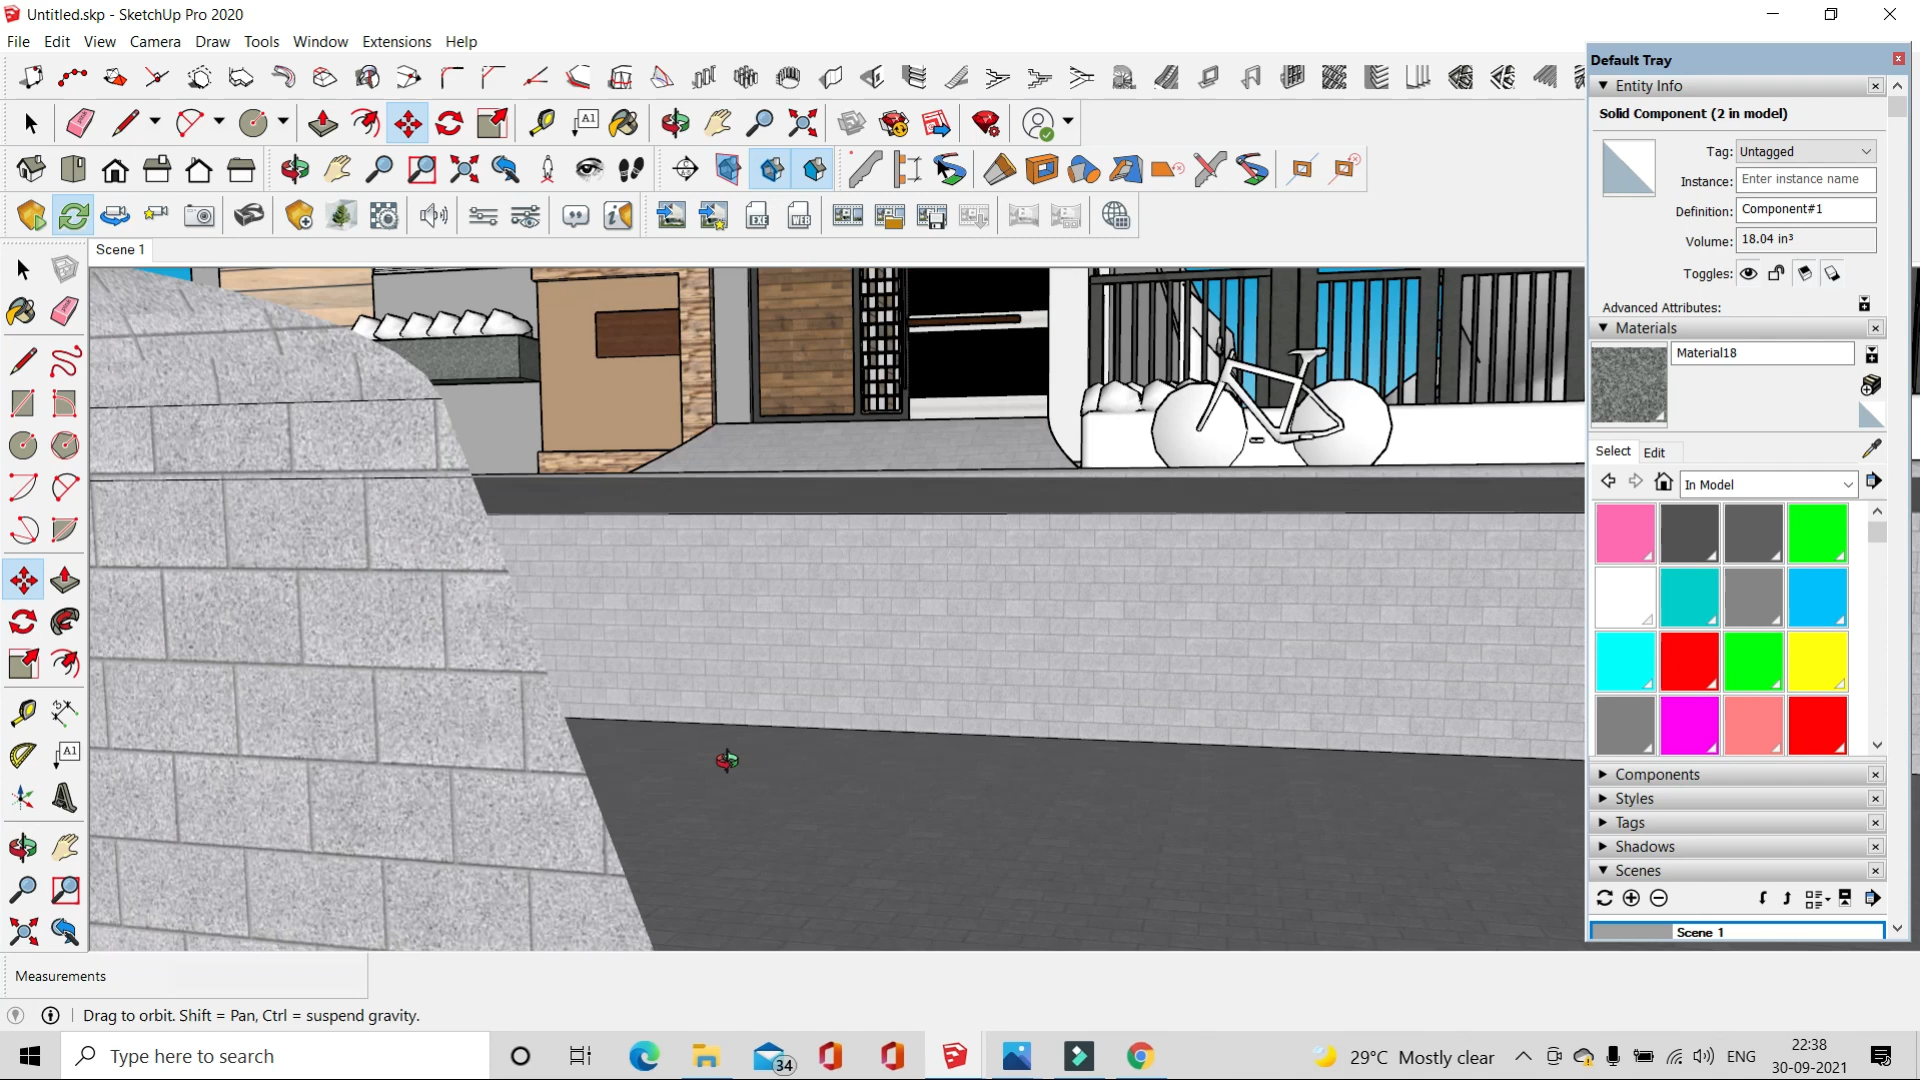 Untitled.skp - SketchUp Pro 2020
File Edit View Camera Draw Tools Window Extensions Help
Default Tray
Entity Info
Solid Component (2 in model)
Tag: Untagged
Instance: Enter instance name
Definition: Component#1
Volume: 18.04 in³
Toggles:
Advanced Attributes:
Materials
Material18
Select Edit
In Model
Components
Styles
Tags
Shadows
Scenes
Scene 1
A1
EXE
WEB
Scene 1
A1
Measurements
Drag to orbit. Shift = Pan, Ctrl = suspend gravity.
Type here to search
34
29°C Mostly clear
ENG
22:38
30-09-2021